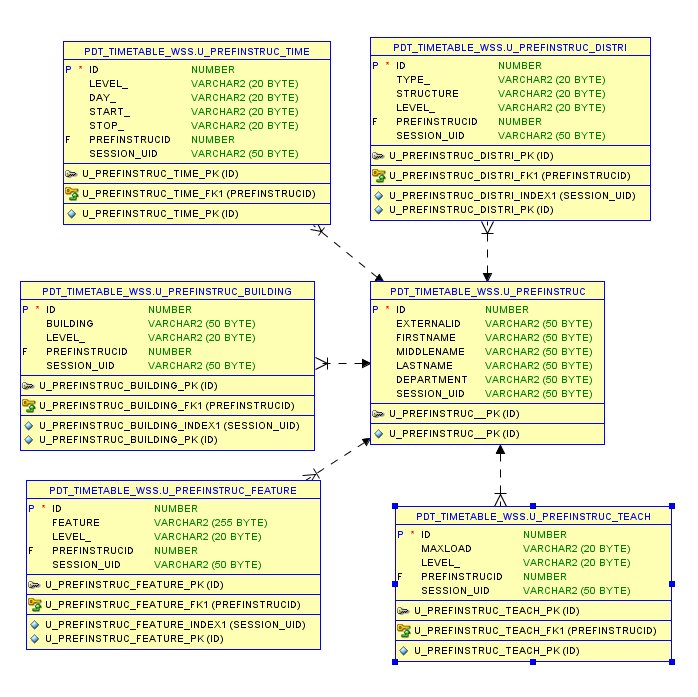 PDT_TIMETABLE_WSS.U_PREFINSTRUC_TIME
P * ID NUMBER
LEVEL_ VARCHAR2 (20 BYTE)
DAY_ VARCHAR2 (20 BYTE)
START_ VARCHAR2 (20 BYTE)
STOP_ VARCHAR2 (20 BYTE)
F PREFINSTRUCID NUMBER
SESSION_UID VARCHAR2 (50 BYTE)
U_PREFINSTRUC_TIME_PK (ID)
U_PREFINSTRUC_TIME_FK1 (PREFINSTRUCID)
U_PREFINSTRUC_TIME_PK (ID)
PDT_TIMETABLE_WSS.U_PREFINSTRUC_DISTRI
P * ID NUMBER
TYPE_ VARCHAR2 (20 BYTE)
STRUCTURE VARCHAR2 (20 BYTE)
LEVEL_ VARCHAR2 (20 BYTE)
F PREFINSTRUCID NUMBER
SESSION_UID VARCHAR2 (50 BYTE)
U_PREFINSTRUC_DISTRI_PK (ID)
U_PREFINSTRUC_DISTRI_FK1 (PREFINSTRUCID)
U_PREFINSTRUC_DISTRI_INDEX1 (SESSION_UID)
U_PREFINSTRUC_DISTRI_PK (ID)
PDT_TIMETABLE_WSS.U_PREFINSTRUC_BUILDING
P * ID NUMBER
BUILDING VARCHAR2 (50 BYTE)
LEVEL_ VARCHAR2 (20 BYTE)
F PREFINSTRUCID NUMBER
SESSION_UID VARCHAR2 (50 BYTE)
U_PREFINSTRUC_BUILDING_PK (ID)
U_PREFINSTRUC_BUILDING_FK1 (PREFINSTRUCID)
U_PREFINSTRUC_BUILDING_INDEX1 (SESSION_UID)
U_PREFINSTRUC_BUILDING_PK (ID)
PDT_TIMETABLE_WSS.U_PREFINSTRUC
P * ID NUMBER
EXTERNALID VARCHAR2 (50 BYTE)
FIRSTNAME VARCHAR2 (50 BYTE)
MIDDLENAME VARCHAR2 (50 BYTE)
LASTNAME VARCHAR2 (50 BYTE)
DEPARTMENT VARCHAR2 (50 BYTE)
SESSION_UID VARCHAR2 (50 BYTE)
U_PREFINSTRUC__PK (ID)
U_PREFINSTRUC__PK (ID)
PDT_TIMETABLE_WSS.U_PREFINSTRUC_FEATURE
P * ID NUMBER
FEATURE VARCHAR2 (255 BYTE)
LEVEL_ VARCHAR2 (20 BYTE)
F PREFINSTRUCID NUMBER
SESSION_UID VARCHAR2 (50 BYTE)
U_PREFINSTRUC_FEATURE_PK (ID)
U_PREFINSTRUC_FEATURE_FK1 (PREFINSTRUCID)
U_PREFINSTRUC_FEATURE_INDEX1 (SESSION_UID)
U_PREFINSTRUC_FEATURE_PK (ID)
PDT_TIMETABLE_WSS.U_PREFINSTRUC_TEACH
P * ID NUMBER
MAXLOAD VARCHAR2 (20 BYTE)
LEVEL_ VARCHAR2 (20 BYTE)
F PREFINSTRUCID NUMBER
SESSION_UID VARCHAR2 (50 BYTE)
U_PREFINSTRUC_TEACH_PK (ID)
U_PREFINSTRUC_TEACH_FK1 (PREFINSTRUCID)
U_PREFINSTRUC_TEACH_PK (ID)